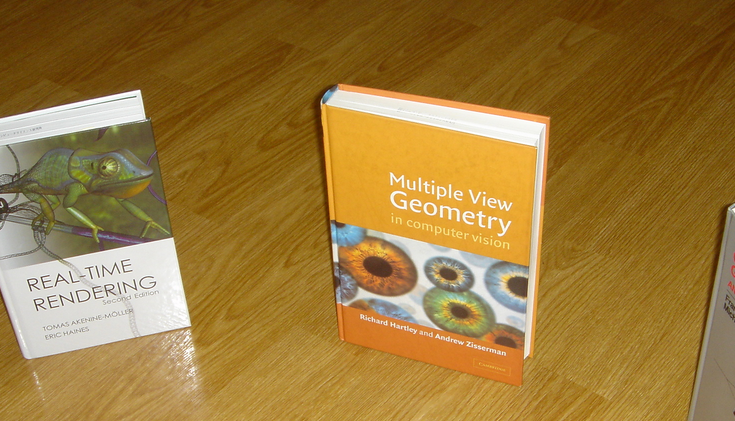 REAL-TIME
RENDERING
Second Edition
TOMAS AKENINE-MÖLLER
ERIC HAINES
Multiple View
Geometry
in computer vision
Richard Hartley and Andrew Zisserman